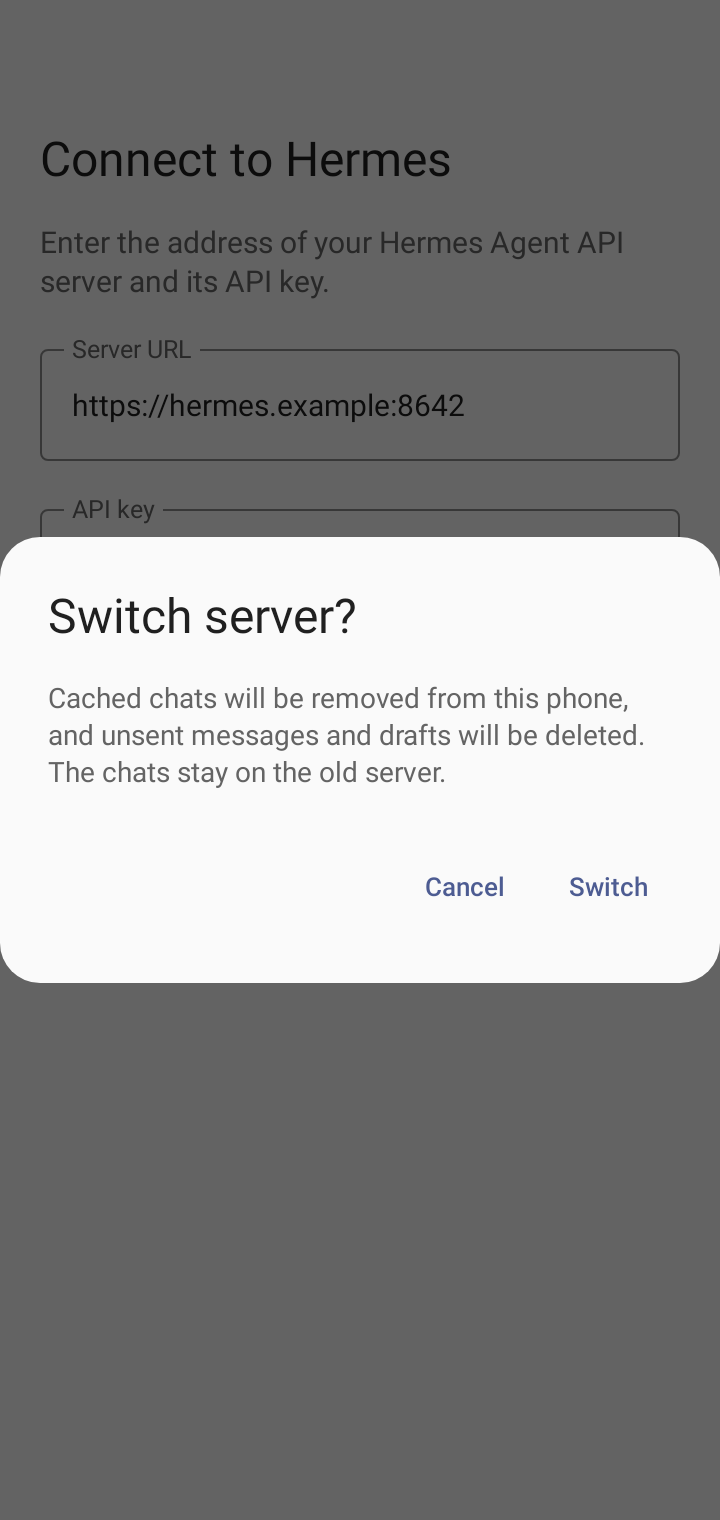 Connect to Hermes
Enter the address of your Hermes Agent API
server and its API key.
Server URL
https://hermes.example:8642
API key
Switch server?
Cached chats will be removed from this phone,
and unsent messages and drafts will be deleted.
The chats stay on the old server.
Cancel
Switch